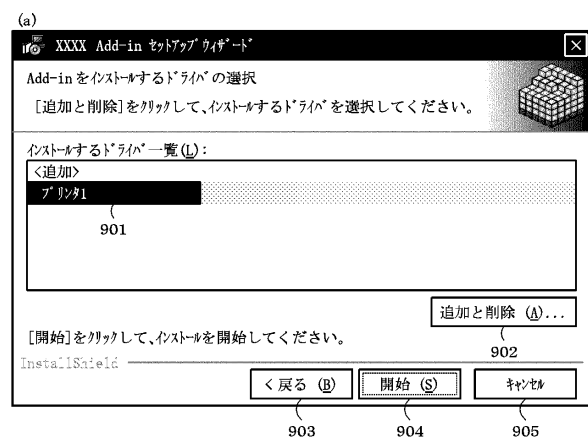 (a)
XXXX Add-in ｾｯﾄｱｯﾌﾟ ｳｨｻﾞｰﾄﾞ
Add-in をｲﾝｽﾄｰﾙするﾄﾞﾗｲﾊﾞの選択
［追加と削除］をｸﾘｯｸして、ｲﾝｽﾄｰﾙするﾄﾞﾗｲﾊﾞを選択してください。
ｲﾝｽﾄｰﾙするﾄﾞﾗｲﾊﾞ一覧(L)：
<追加>
ﾌﾟﾘﾝﾀ1
901
追加と削除 (A)...
902
［開始］をｸﾘｯｸして、ｲﾝｽﾄｰﾙを開始してください。
InstallShield
< 戻る (B) 開始 (S) ｷｬﾝｾﾙ
903 904 905